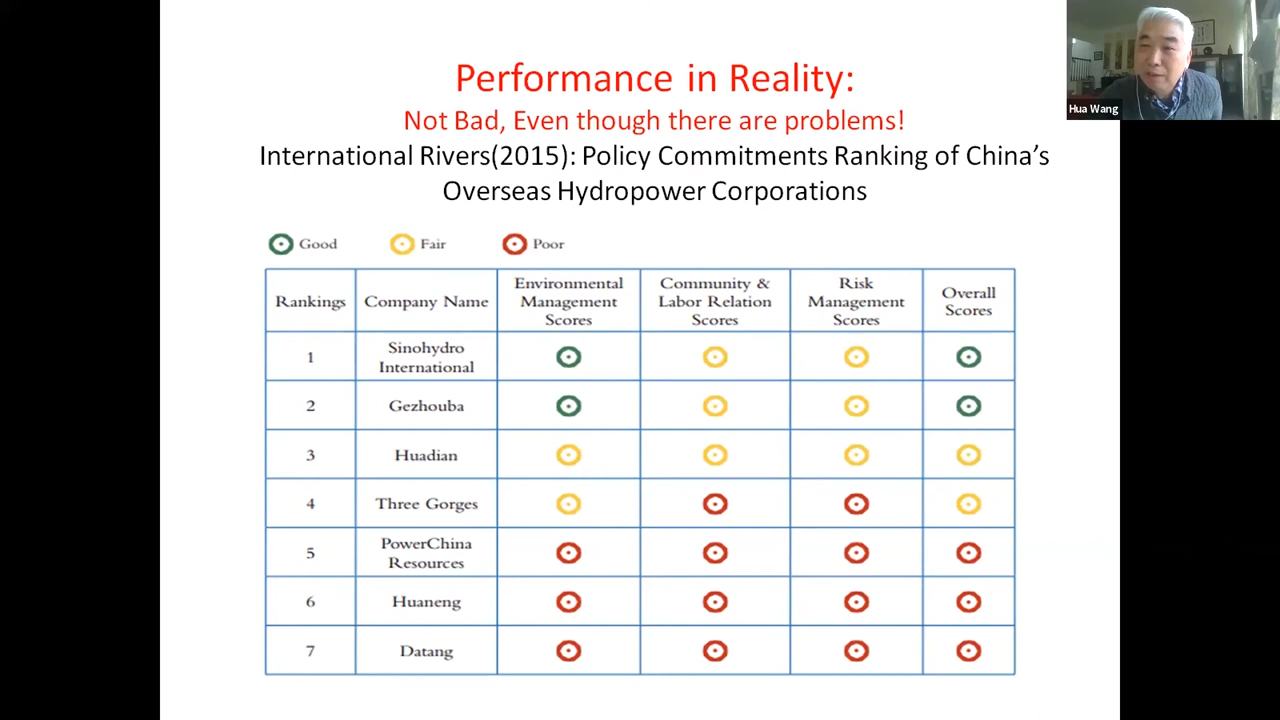 Performance in Reality:
Not Bad, Even though there are problems!
International Rivers(2015): Policy Commitments Ranking of China's
Overseas Hydropower Corporations
Hua Wang
Good Fair Poor
Rankings Company Name Environmental Management Scores Community & Labor Relation Scores Risk Management Scores Overall Scores
1 Sinohydro International
2 Gezhouba
3 Huadian
4 Three Gorges
5 PowerChina Resources
6 Huaneng
7 Datang